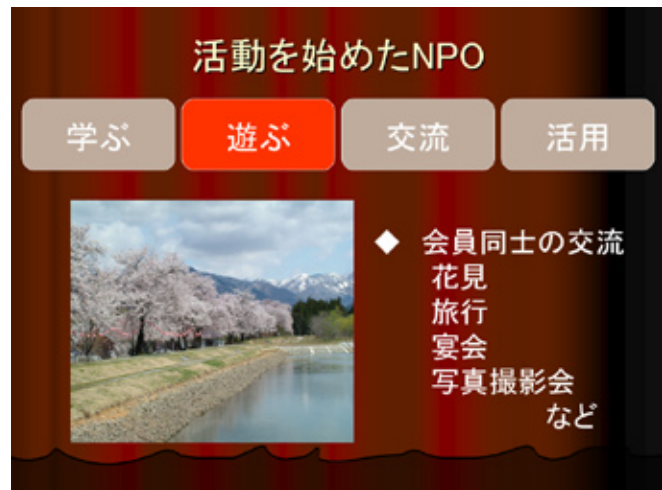 活動を始めたNPO
学ぶ 遊ぶ 交流 活用
◆ 会員同士の交流
花見
旅行
宴会
写真撮影会
など